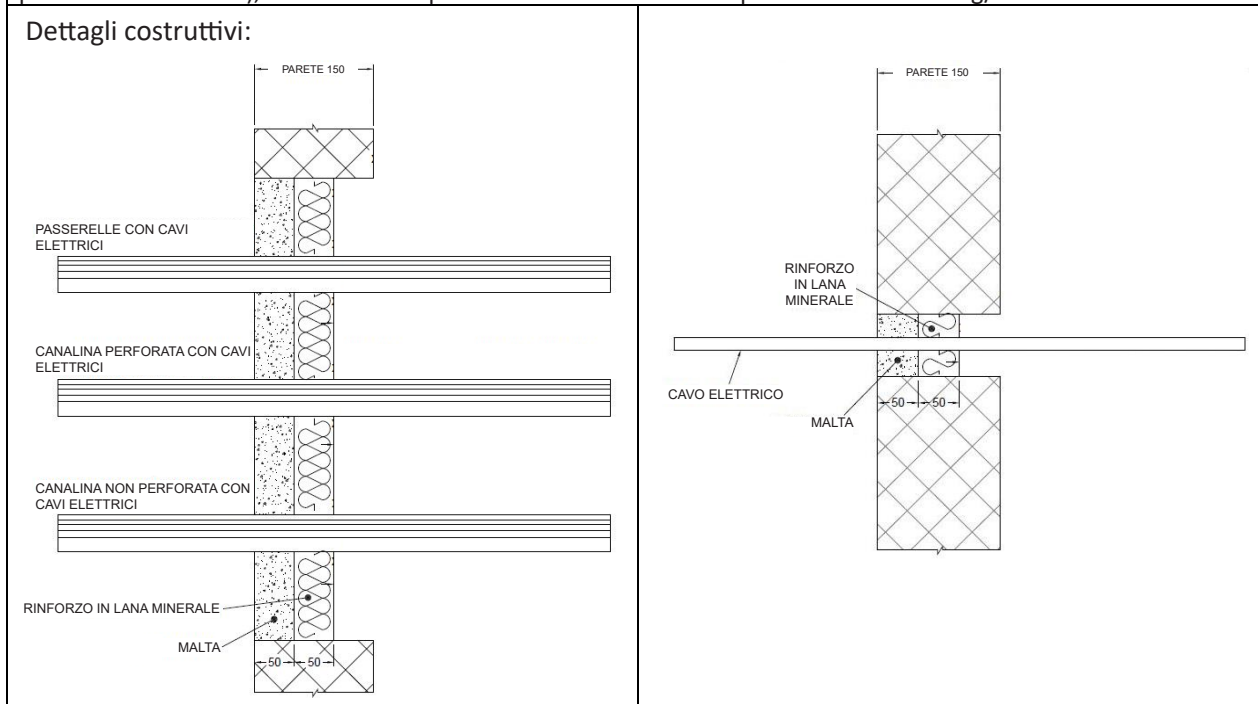 Dettagli costruttivi:
PARETE 150
PASSERELLE CON CAVI
ELETTRICI
CANALINA PERFORATA CON CAVI
ELETTRICI
CANALINA NON PERFORATA CON
CAVI ELETTRICI
RINFORZO IN LANA MINERALE
MALTA
50
50
PARETE 150
RINFORZO
IN LANA
MINERALE
CAVO ELETTRICO
50
50
MALTA